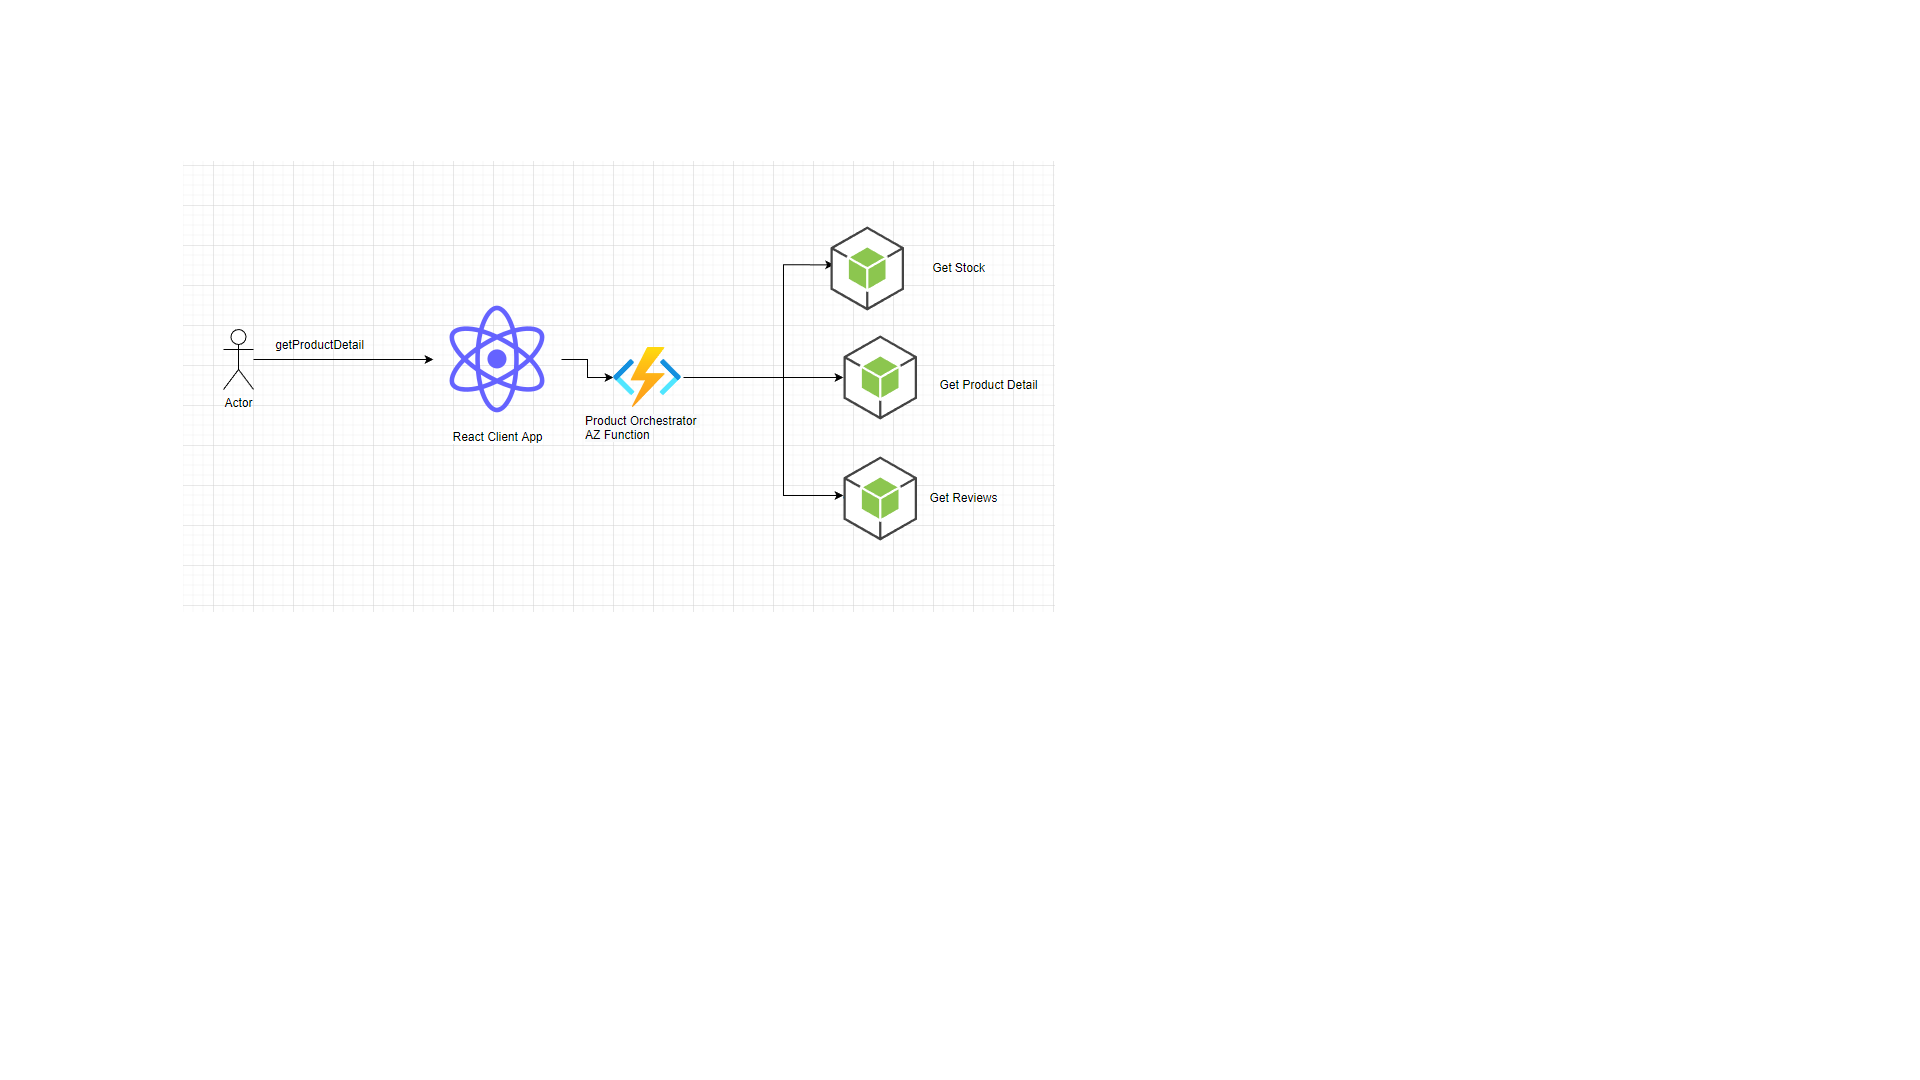 getProductDetail
Actor
React Client App
Product Orchestrator
AZ Function
Get Stock
Get Product Detail
Get Reviews